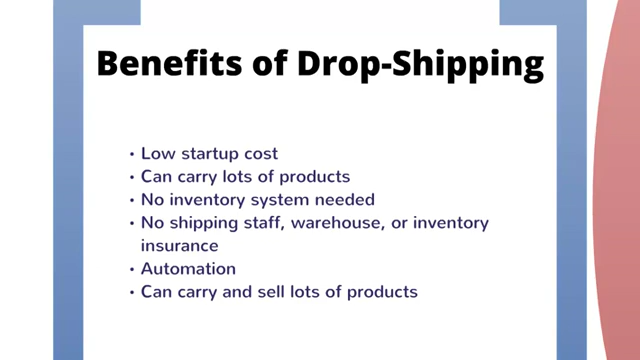 Benefits of Drop-Shipping
• Low startup cost
• Can carry lots of products
• No inventory system needed
• No shipping staff, warehouse, or inventory
insurance
• Automation
• Can carry and sell lots of products